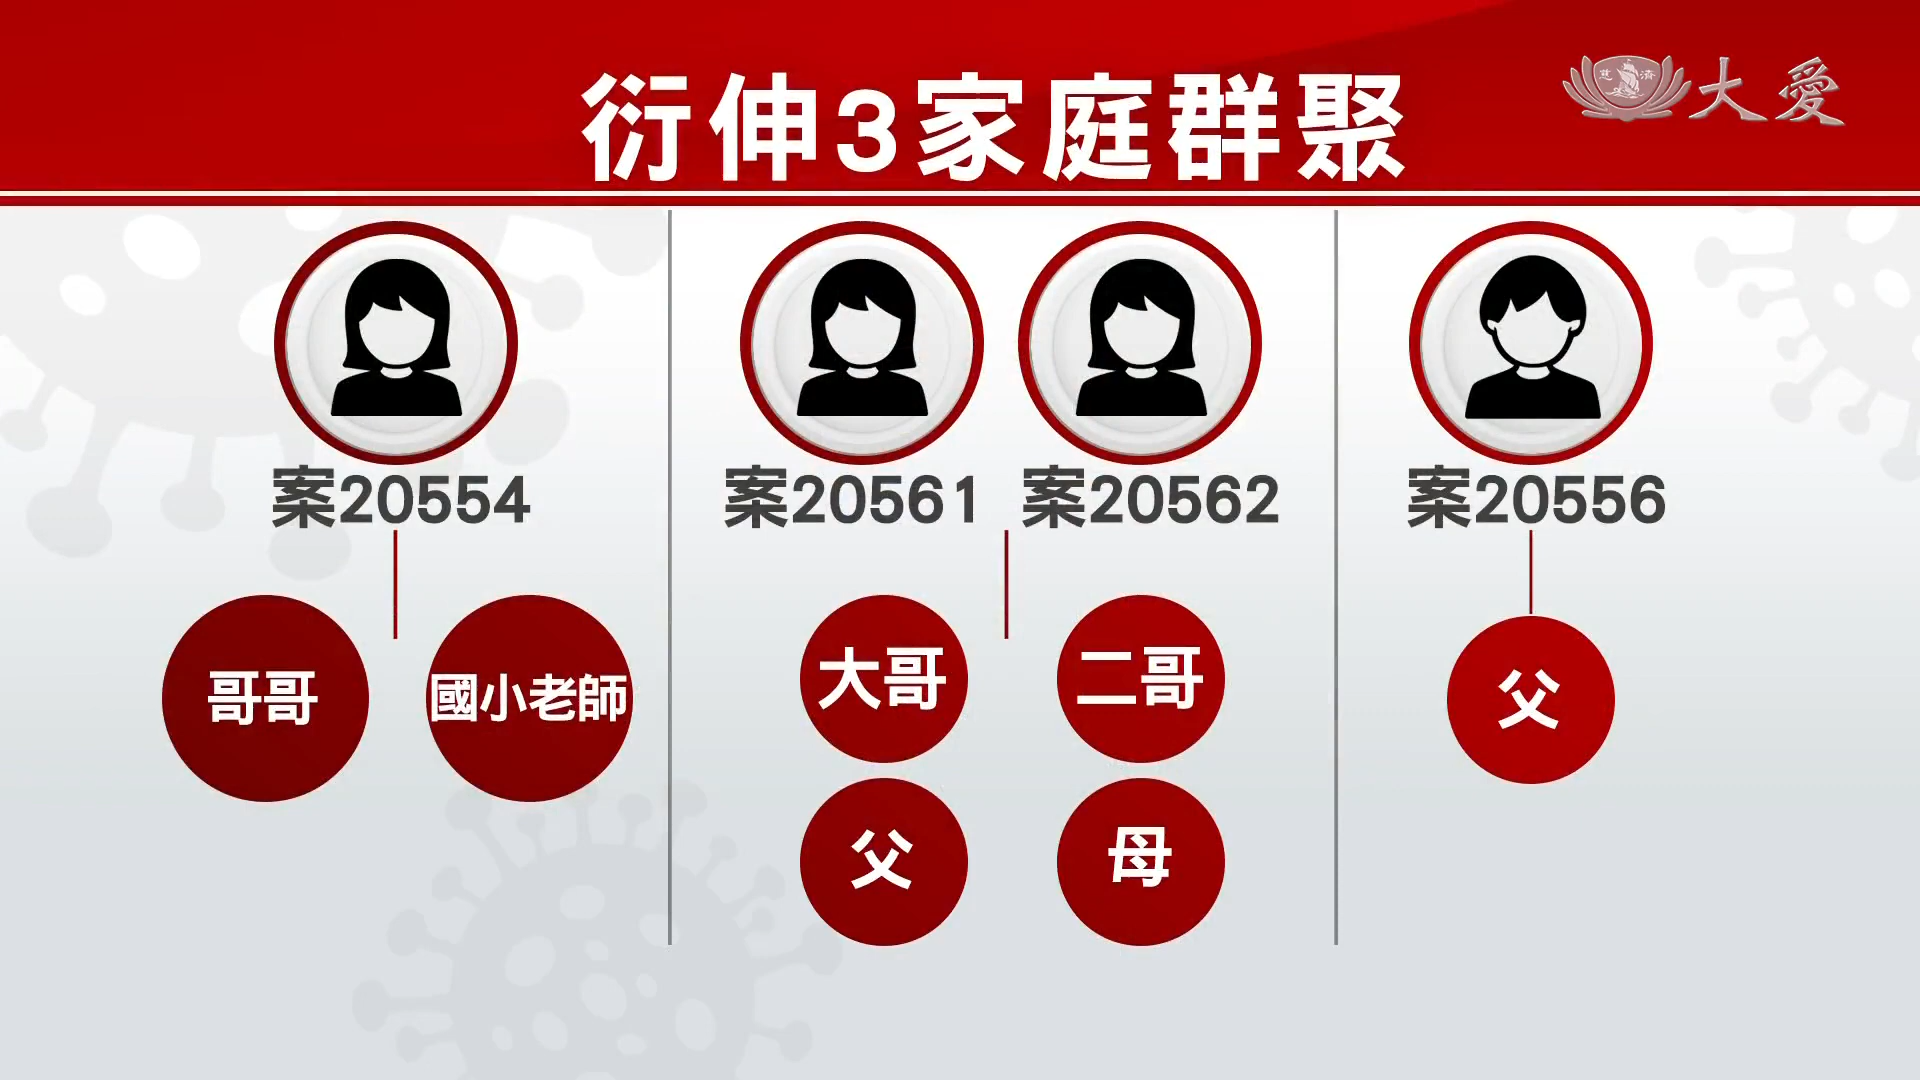 衍伸3家庭群聚
慈濟 大愛
案20554
案20561 案20562
案20556
哥哥 國小老師
大哥 二哥
父 母
父